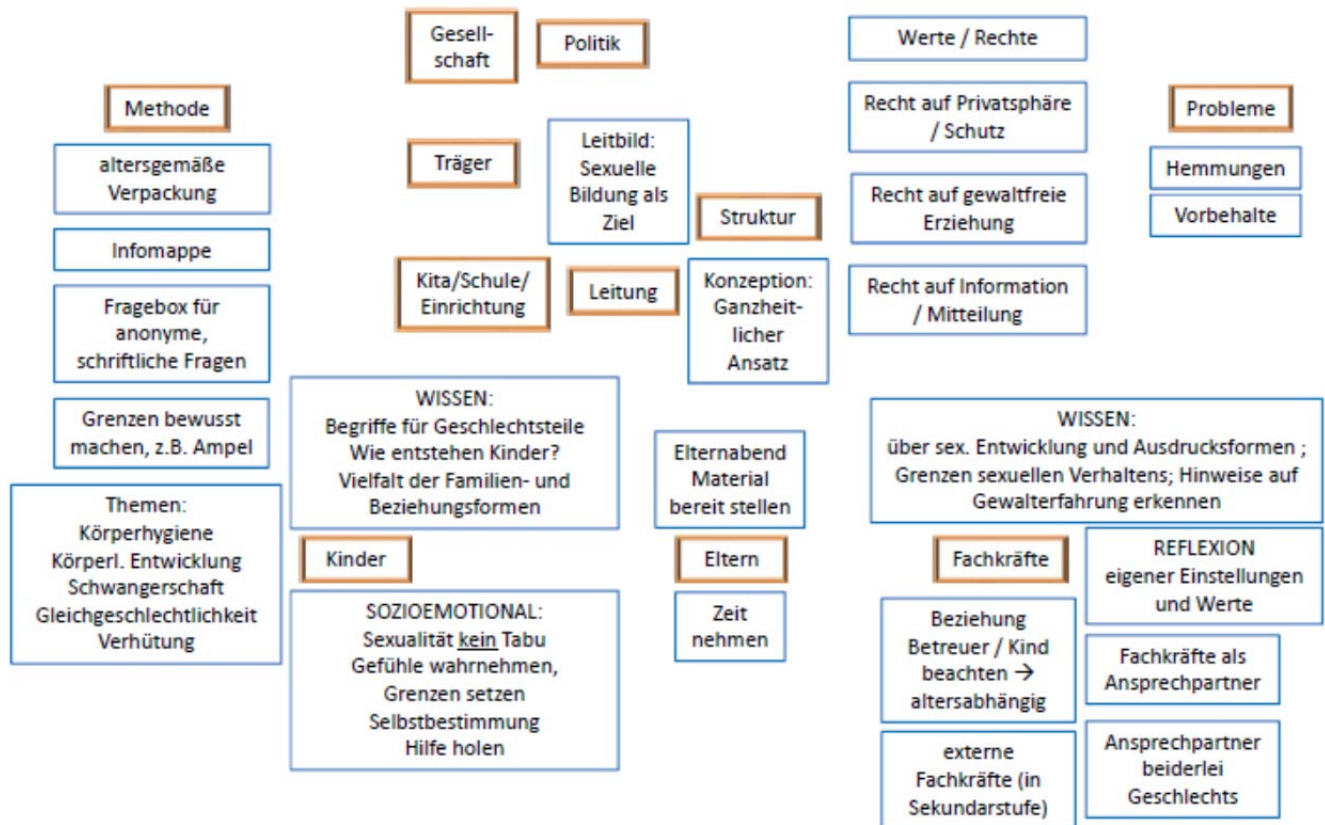 Gesell-
schaft
Politik
Werte / Rechte
Methode
altersgemäße
Verpackung
Infomappe
Fragebox für
anonyme,
schriftliche Fragen
Grenzen bewusst
machen, z.B. Ampel
Themen:
Körperhygiene
Körperl. Entwicklung
Schwangerschaft
Gleichgeschlechtlichkeit
Verhütung
Träger
Leitbild:
Sexuelle
Bildung als
Ziel
Struktur
Kita/Schule/
Einrichtung
Leitung
Konzeption:
Ganzheit-
licher
Ansatz
Recht auf Privatsphäre
/ Schutz
Recht auf gewaltfreie
Erziehung
Recht auf Information
/ Mitteilung
Probleme
Hemmungen
Vorbehalte
WISSEN:
Begriffe für Geschlechtsteile
Wie entstehen Kinder?
Vielfalt der Familien- und
Beziehungsformen
Kinder
SOZIOEMOTIONAL:
Sexualität kein Tabu
Gefühle wahrnehmen,
Grenzen setzen
Selbstbestimmung
Hilfe holen
Elternabend
Material
bereit stellen
Eltern
Zeit
nehmen
WISSEN:
über sex. Entwicklung und Ausdrucksformen ;
Grenzen sexuellen Verhaltens; Hinweise auf
Gewalterfahrung erkennen
Fachkräfte
REFLEXION
eigener Einstellungen
und Werte
Beziehung
Betreuer / Kind
beachten →
altersabhängig
Fachkräfte als
Ansprechpartner
externe
Fachkräfte (in
Sekundarstufe)
Ansprechpartner
beiderlei
Geschlechts